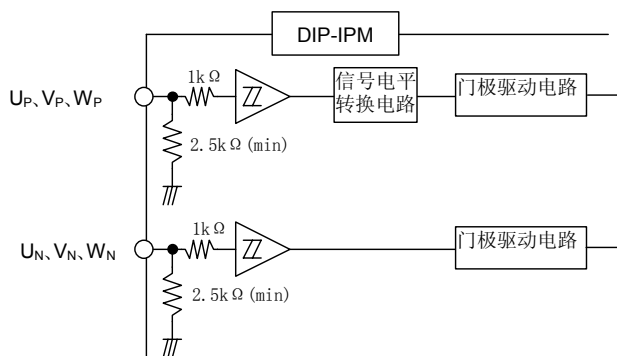 DIP-IPM
1kΩ
信号电平
转换电路
门极驱动电路
UP、VP、WP
2.5kΩ(min)
1kΩ
门极驱动电路
UN、VN、WN
2.5kΩ(min)